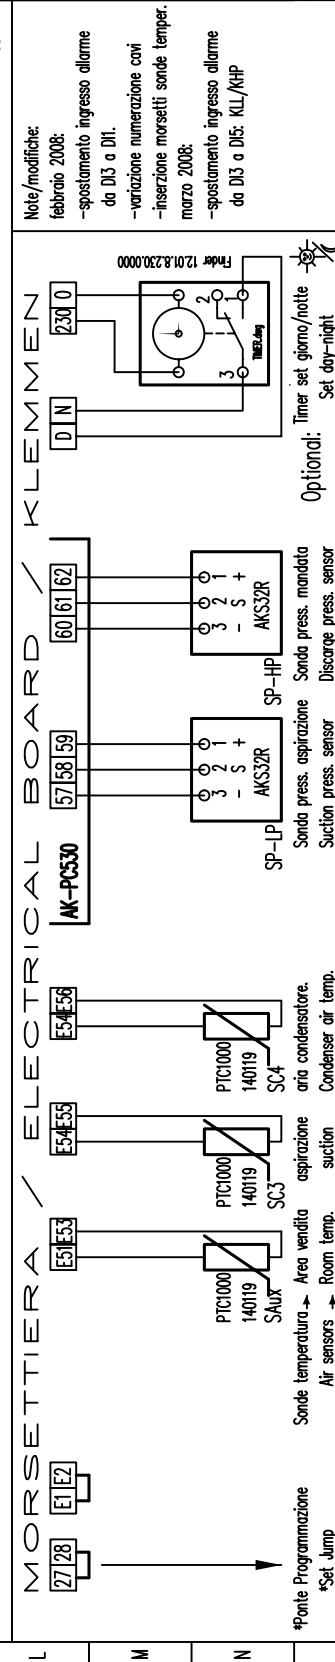 MORSETTIERA / ELECTRICAL BOARD / KLEMMEN
27 28
E1 E2
E51 E53
E54 E55
E54 E56
AK-PC530
57 58 59
60 61 62
D N
230 0
PTC1000
140119
SAux
PTC1000
140119
SC3
PTC1000
140119
SC4
3 2 1
- S +
AKS32R
SP-LP
3 2 1
- S +
AKS32R
SP-HP
3
2
1
TIMER.dwg
Finder 12.01.8.230.0000
*Ponte Programmazione
*Set Jump
Sonde temperatura
Air sensors
Area vendita
Room temp.
aspirazione
suction
aria condensatore.
Condenser air temp.
Sonda press. aspirazione
Suction press. sensor
Sonda press. mandata
Discarge press. sensor
Optional:
Timer set giorno/notte
Set day-night
Note/modifiche:
febbraio 2008:
-spostamento ingresso allarme
da DI3 a DI1.
-variazione numerazione cavi
-inserzione morsetti sonde temper.
marzo 2008:
-spostamento ingresso allarme
da DI3 a DI5: KLL/KHP
L
M
N